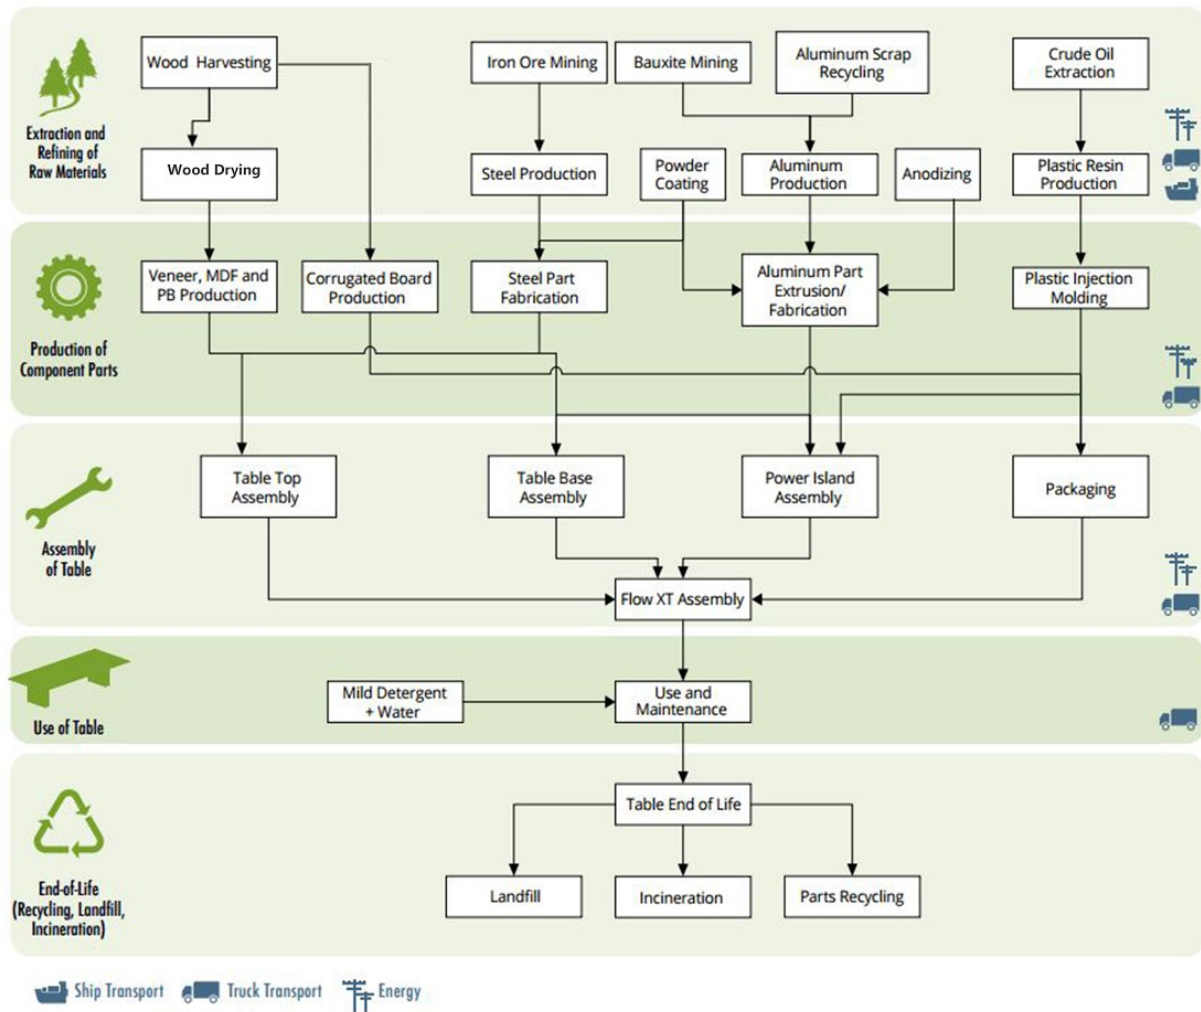 Extraction and
Refining of
Raw Materials
Wood Harvesting
Iron Ore Mining
Bauxite Mining
Aluminum Scrap
Recycling
Crude Oil
Extraction
Wood Drying
Steel Production
Powder
Coating
Aluminum
Production
Anodizing
Plastic Resin
Production
Production of
Component Parts
Veneer, MDF and
PB Production
Corrugated Board
Production
Steel Part
Fabrication
Aluminum Part
Extrusion/
Fabrication
Plastic Injection
Molding
Assembly
of Table
Table Top
Assembly
Table Base
Assembly
Power Island
Assembly
Packaging
Flow XT Assembly
Use of Table
Mild Detergent
+ Water
Use and
Maintenance
End-of-Life
(Recycling, Landfill,
Incineration)
Table End of Life
Landfill
Incineration
Parts Recycling
Ship Transport
Truck Transport
Energy